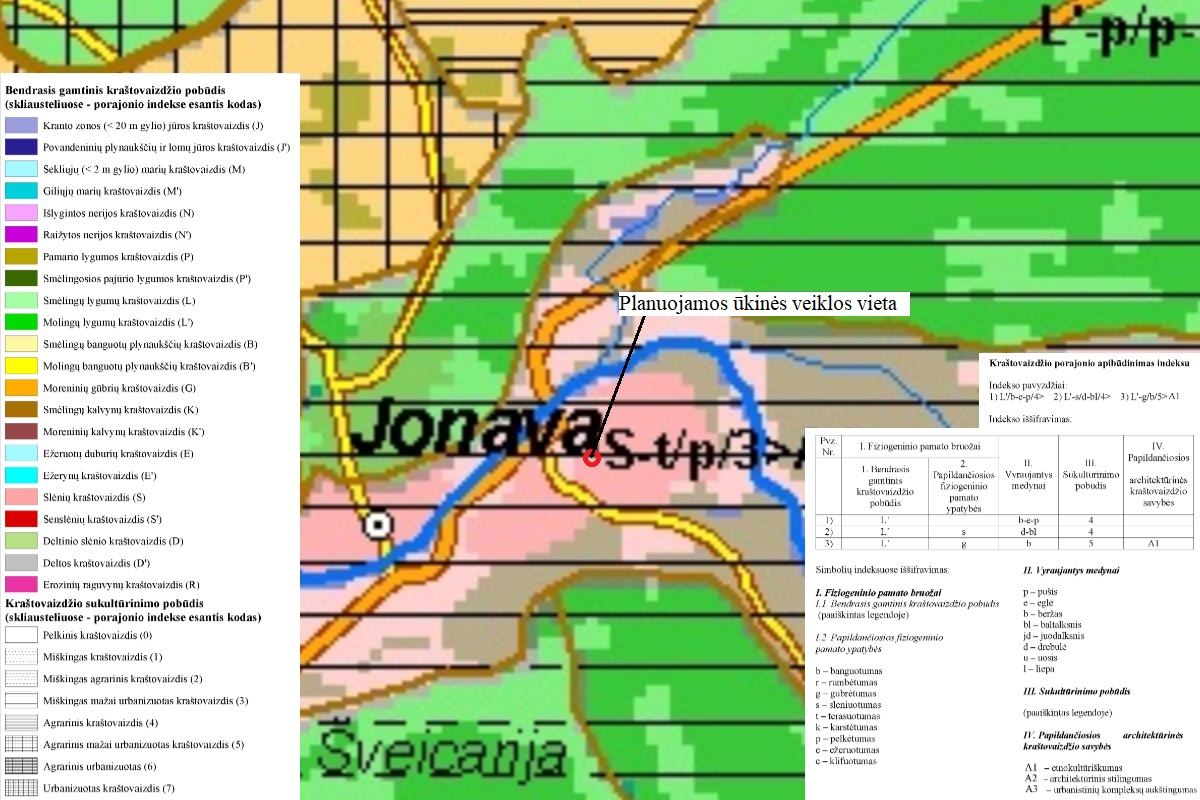 L'-p/p-
Bendrasis gamtinis kraštovaizdžio pobūdis
(skliausteliuose - porajonio indekse esantis kodas)
Kranto zonos (< 20 m gylio) jūros kraštovaizdis (J)
Povandeninių plynaukščių ir lomų jūros kraštovaizdis (J')
Sekliųjų (< 2 m gylio) marių kraštovaizdis (M)
Giliųjų marių kraštovaizdis (M')
Išlygintos nerijos kraštovaizdis (N)
Raižytos nerijos kraštovaizdis (N')
Pamario lygumos kraštovaizdis (P)
Smėlingosios pajūrio lygumos kraštovaizdis (P')
Smėlingų lygumų kraštovaizdis (L)
Molingų lygumų kraštovaizdis (L')
Smėlingų banguotų plynaukščių kraštovaizdis (B)
Molingų banguotų plynaukščių kraštovaizdis (B')
Moreninių gūbrių kraštovaizdis (G)
Smėlingų kalvynų kraštovaizdis (K)
Moreninių kalvynų kraštovaizdis (K')
Ežeruotų duburių kraštovaizdis (E)
Ežerynų kraštovaizdis (E')
Slėnių kraštovaizdis (S)
Senslėnių kraštovaizdis (S')
Deltinio slėnio kraštovaizdis (D)
Deltos kraštovaizdis (D')
Erozinių raguvynų kraštovaizdis (R)
Kraštovaizdžio sukultūrinimo pobūdis
(skliausteliuose - porajonio indekse esantis kodas)
Pelkinis kraštovaizdis (0)
Miškingas kraštovaizdis (1)
Miškingas agrarinis kraštovaizdis (2)
Miškingas mažai urbanizuotas kraštovaizdis (3)
Agrarinis kraštovaizdis (4)
Agrarinis mažai urbanizuotas kraštovaizdis (5)
Agrarinis urbanizuotas (6)
Urbanizuotas kraštovaizdis (7)
Planuojamos ūkinės veiklos vieta
Jonava
S-t/p/3>
Šveicarija
Kraštovaizdžio porajonio apibūdinimas indeksu
Indekso pavyzdžiai:
1) L'/b-e-p/4> 2) L'-s/d-bl/4> 3) L'-g/b/5>A1
Indekso iššifravimas:
Pvz. Nr. I. Fiziogeninio pamato bruožai II. Vyraujantys medynai III. Sukultūrinimo pobūdis IV. Papildančiosios architektūrinės kraštovaizdžio savybės
1. Bendrasis gamtinis kraštovaizdžio pobūdis 2. Papildančiosios fiziogeninio pamato ypatybės
1) L' b-e-p 4
2) L' s d-bl 4
3) L' g b 5 A1
Simbolių indeksuose iššifravimas:
I. Fiziogeninio pamato bruožai
I.1. Bendrasis gamtinis kraštovaizdžio pobūdis
(paaiškintas legendoje)
I.2. Papildančiosios fiziogeninio
pamato ypatybės
b – banguotumas
r – rumbėtumas
g – gubrėtumas
s – slėniuotumas
t – terasuotumas
k – karstėtumas
p – pelkėtumas
e – ežeruotumas
c – klifuotumas
II. Vyraujantys medynai
p – pušis
e – eglė
b – beržas
bl – baltalksnis
jd – juodalksnis
d – drebulė
u – uosis
l – liepa
III. Sukultūrinimo pobūdis
(paaiškintas legendoje)
IV. Papildančiosios architektūrinės
kraštovaizdžio savybės
A1 – etnokultūriškumas
A2 – architektūrinis stilingumas
A3 – urbanistinių kompleksų aukštingumas